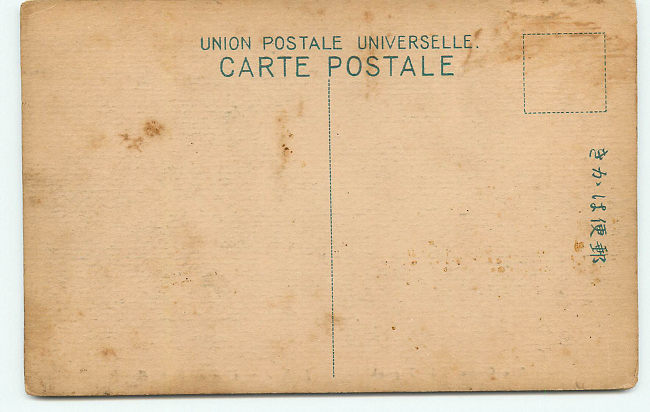 UNION POSTALE UNIVERSELLE.
CARTE POSTALE
きかは便郵